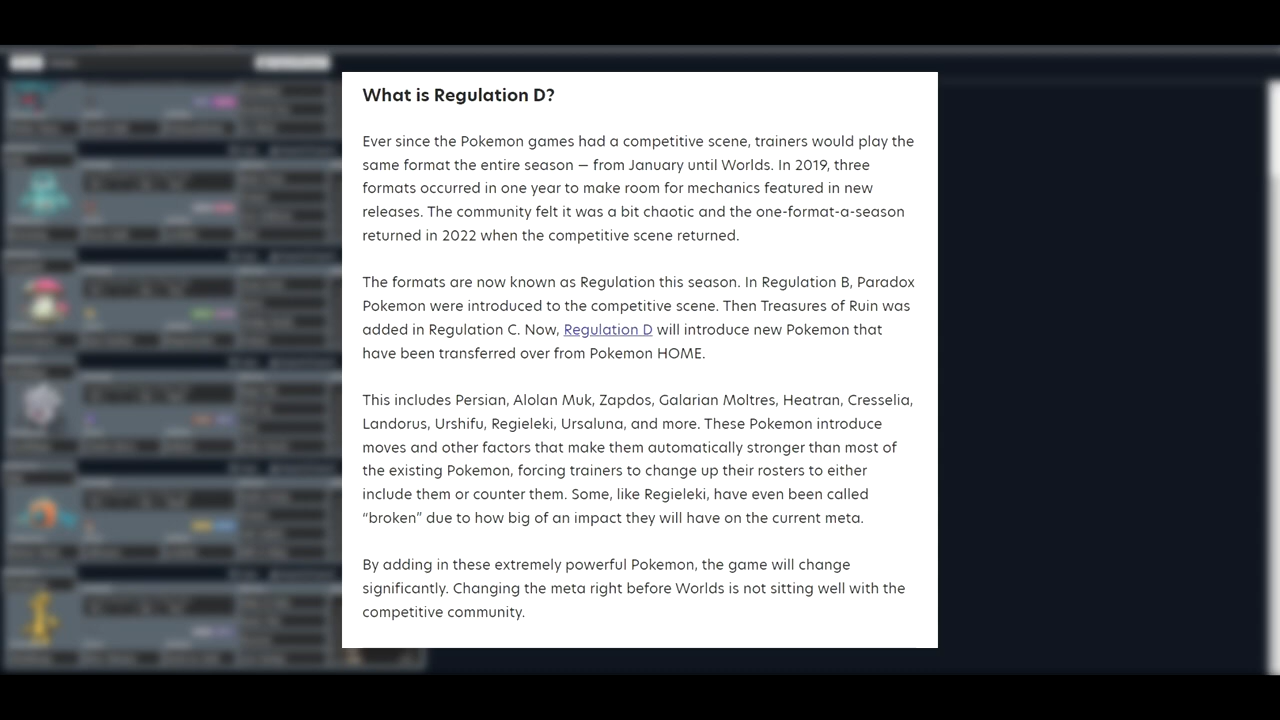 What is Regulation D?
Ever since the Pokemon games had a competitive scene, trainers would play the
same format the entire season — from January until Worlds. In 2019, three
formats occurred in one year to make room for mechanics featured in new
releases. The community felt it was a bit chaotic and the one-format-a-season
returned in 2022 when the competitive scene returned.
The formats are now known as Regulation this season. In Regulation B, Paradox
Pokemon were introduced to the competitive scene. Then Treasures of Ruin was
added in Regulation C. Now, Regulation D will introduce new Pokemon that
have been transferred over from Pokemon HOME.
This includes Persian, Alolan Muk, Zapdos, Galarian Moltres, Heatran, Cresselia,
Landorus, Urshifu, Regieleki, Ursaluna, and more. These Pokemon introduce
moves and other factors that make them automatically stronger than most of
the existing Pokemon, forcing trainers to change up their rosters to either
include them or counter them. Some, like Regieleki, have even been called
“broken” due to how big of an impact they will have on the current meta.
By adding in these extremely powerful Pokemon, the game will change
significantly. Changing the meta right before Worlds is not sitting well with the
competitive community.